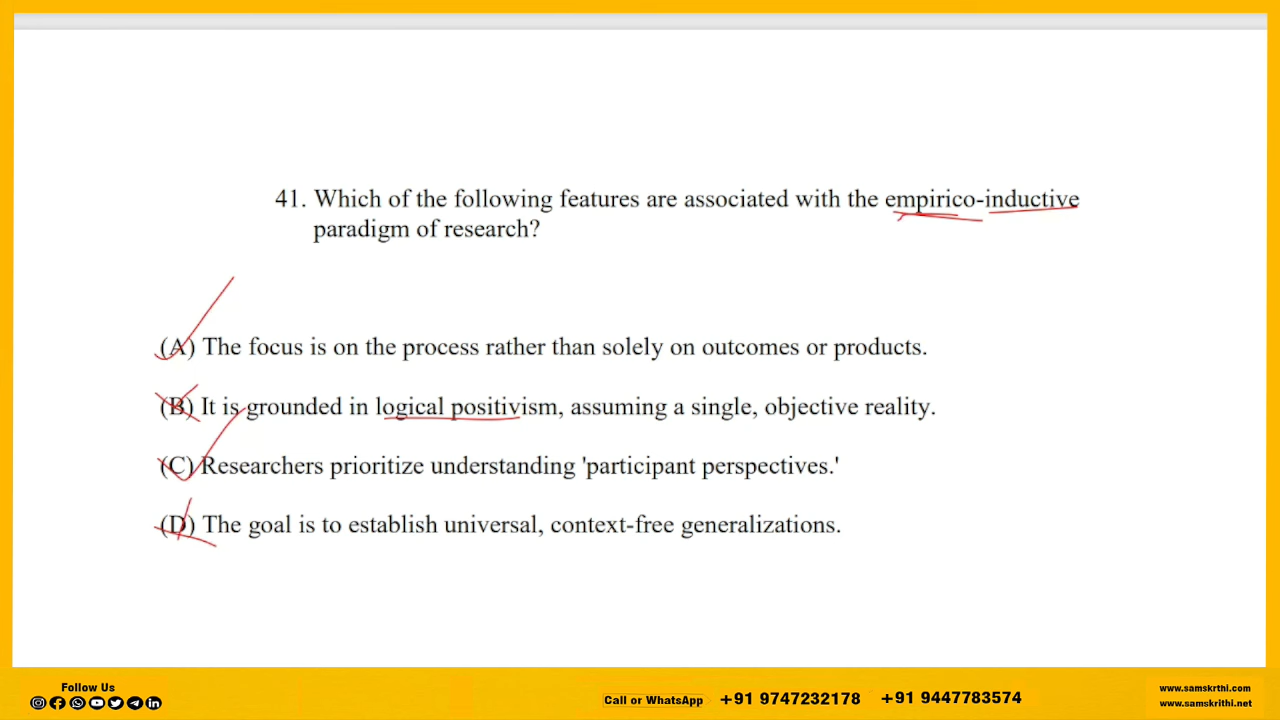 41. Which of the following features are associated with the empirico-inductive
paradigm of research?
(A) The focus is on the process rather than solely on outcomes or products.
(B) It is grounded in logical positivism, assuming a single, objective reality.
(C) Researchers prioritize understanding 'participant perspectives.'
(D) The goal is to establish universal, context-free generalizations.
Follow Us
Call or WhatsApp +91 9747232178 +91 9447783574
www.samskrthi.com
www.samskrithi.net